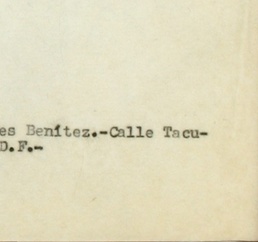 es Benítez.-Calle Tacu-
D.F.-